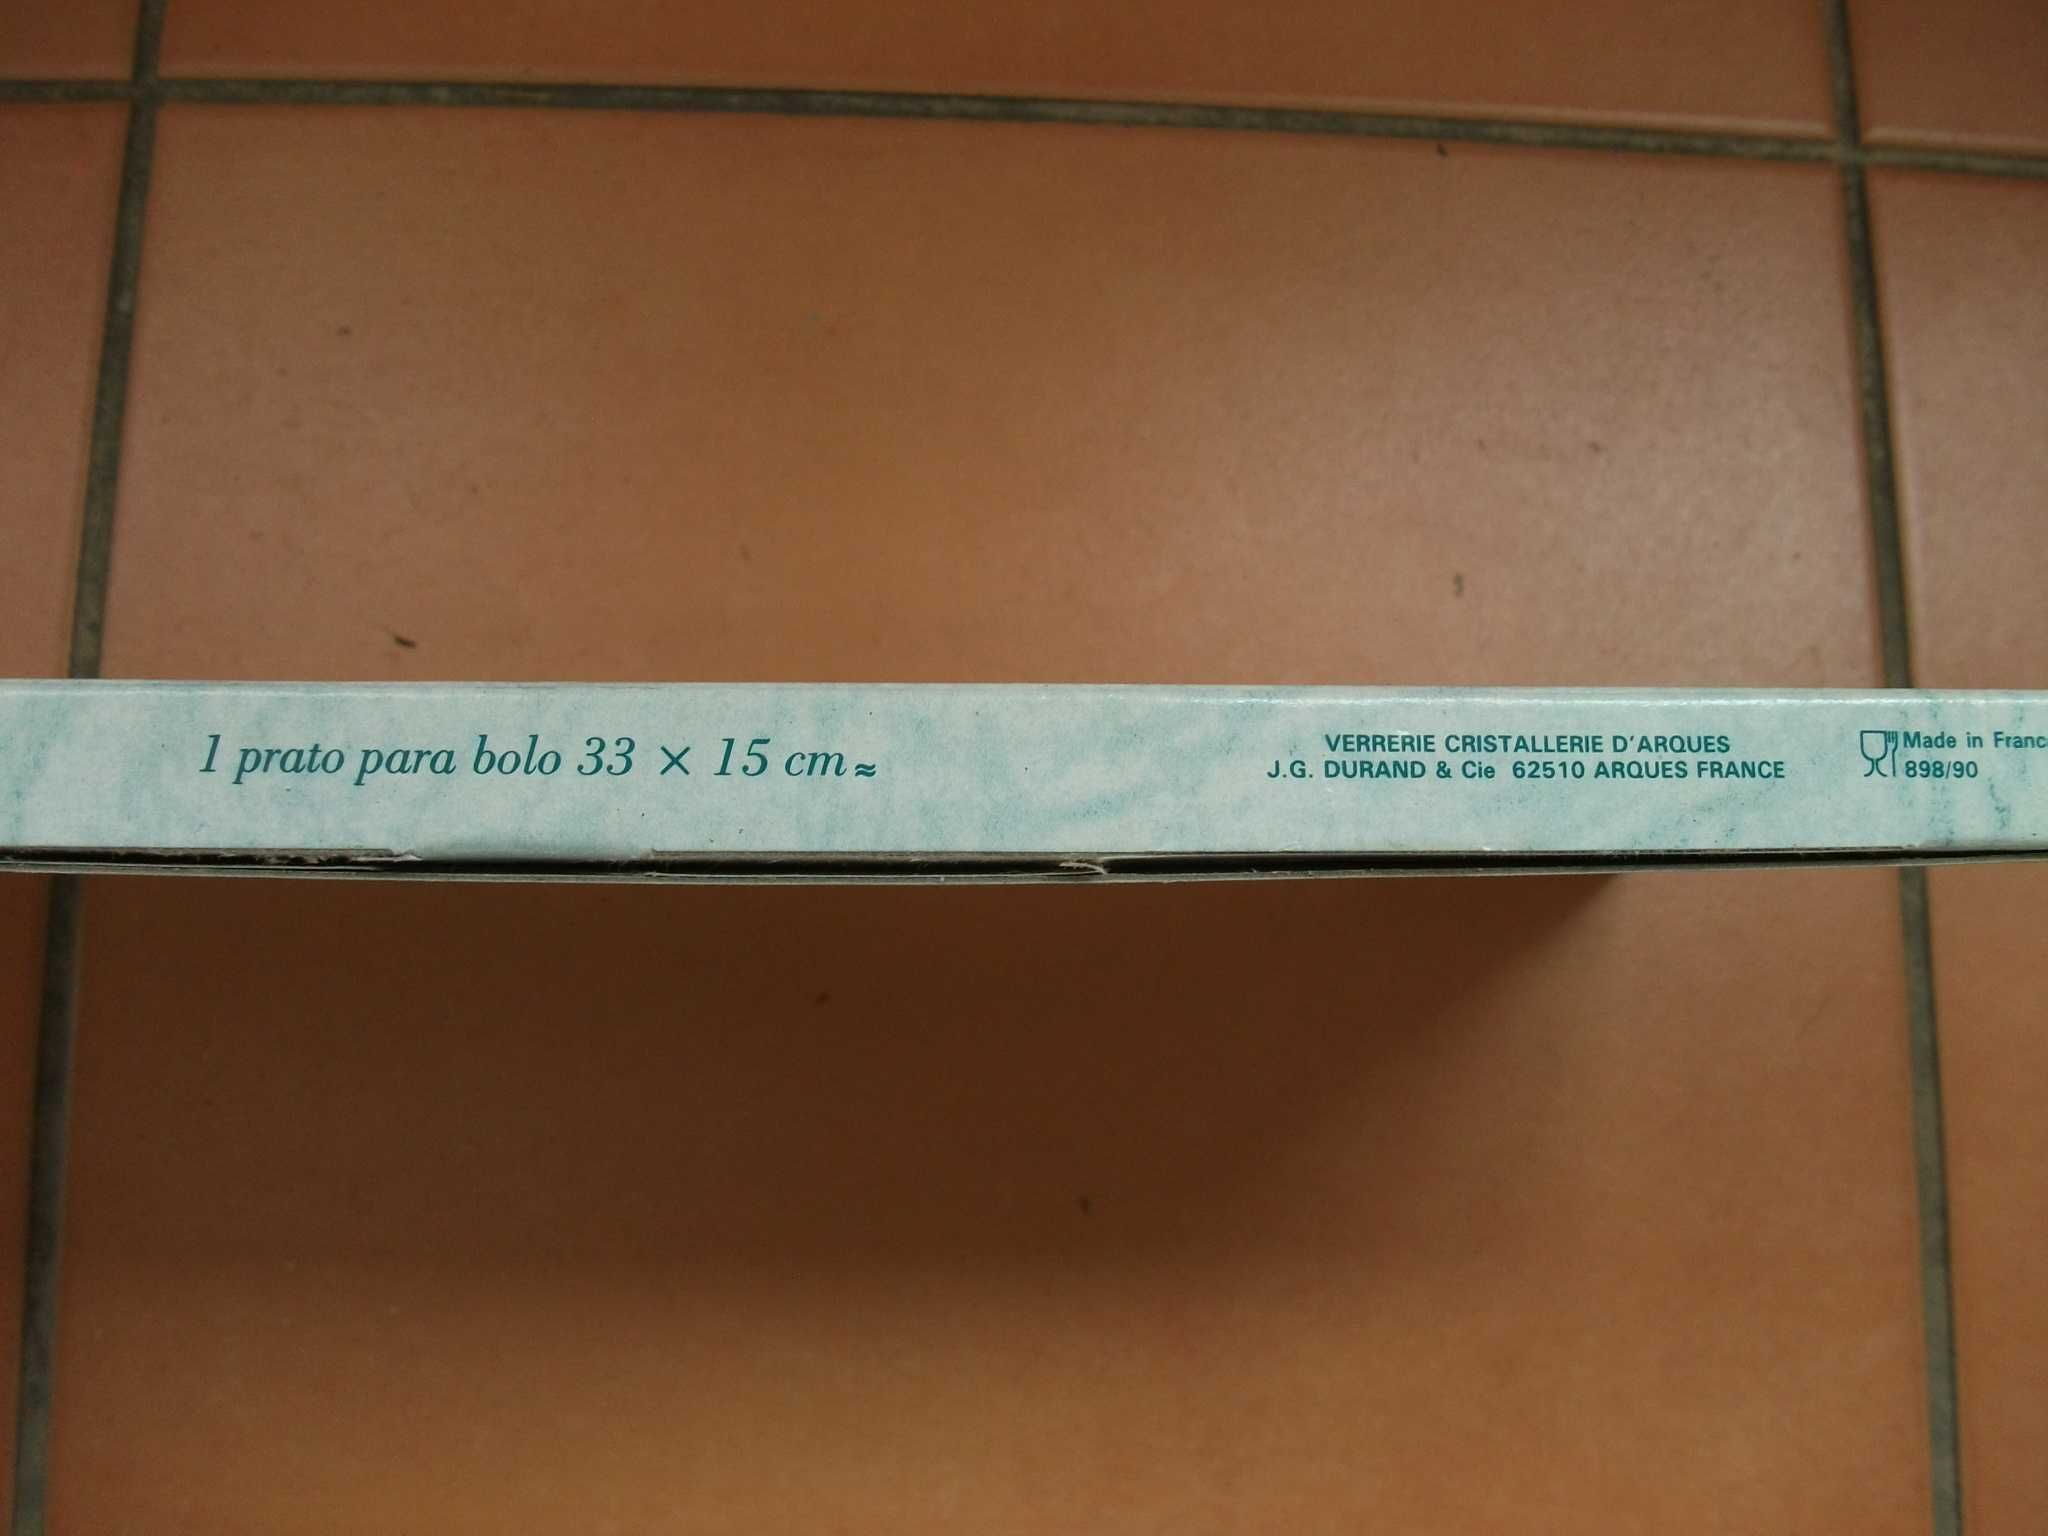 1 prato para bolo 33 × 15 cm ≈
VERRERIE CRISTALLERIE D'ARQUES
J.G. DURAND & Cie 62510 ARQUES FRANCE
Made in Franc
898/90